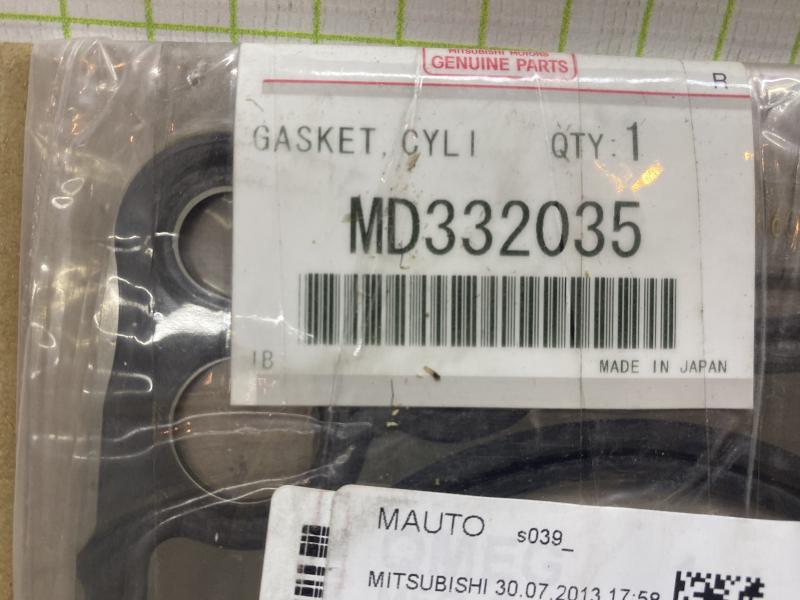 MITSUBISHI MOTORS
GENUINE PARTS
R
GASKET, CYLI QTY: 1
MD332035
IB
MADE IN JAPAN
MAUTO s039_
MITSUBISHI 30.07.2013 17:58